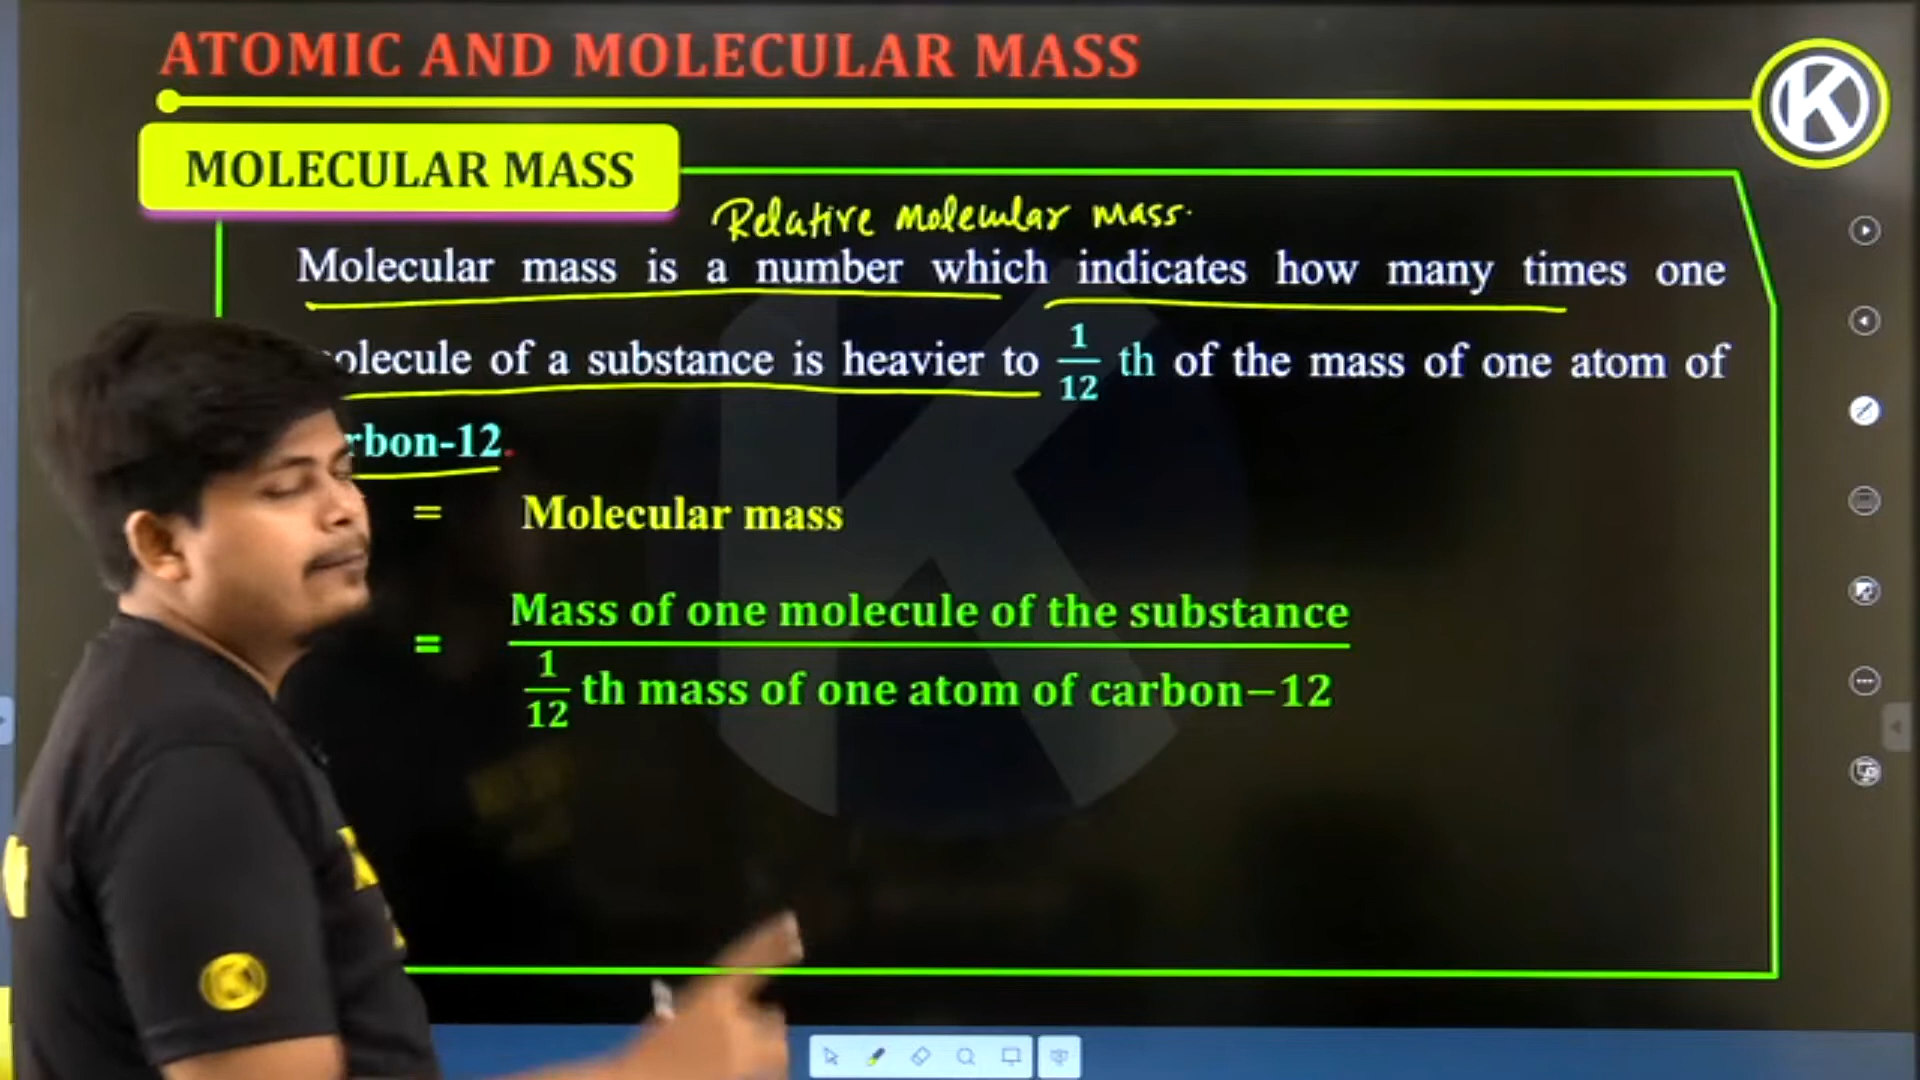 ATOMIC AND MOLECULAR MASS
K
MOLECULAR MASS
Relative molecular mass.
Molecular mass is a number which indicates how many times one
olecule of a substance is heavier to 1/12 th of the mass of one atom of
rbon-12.
= Molecular mass
= Mass of one molecule of the substance
1/12 th mass of one atom of carbon−12